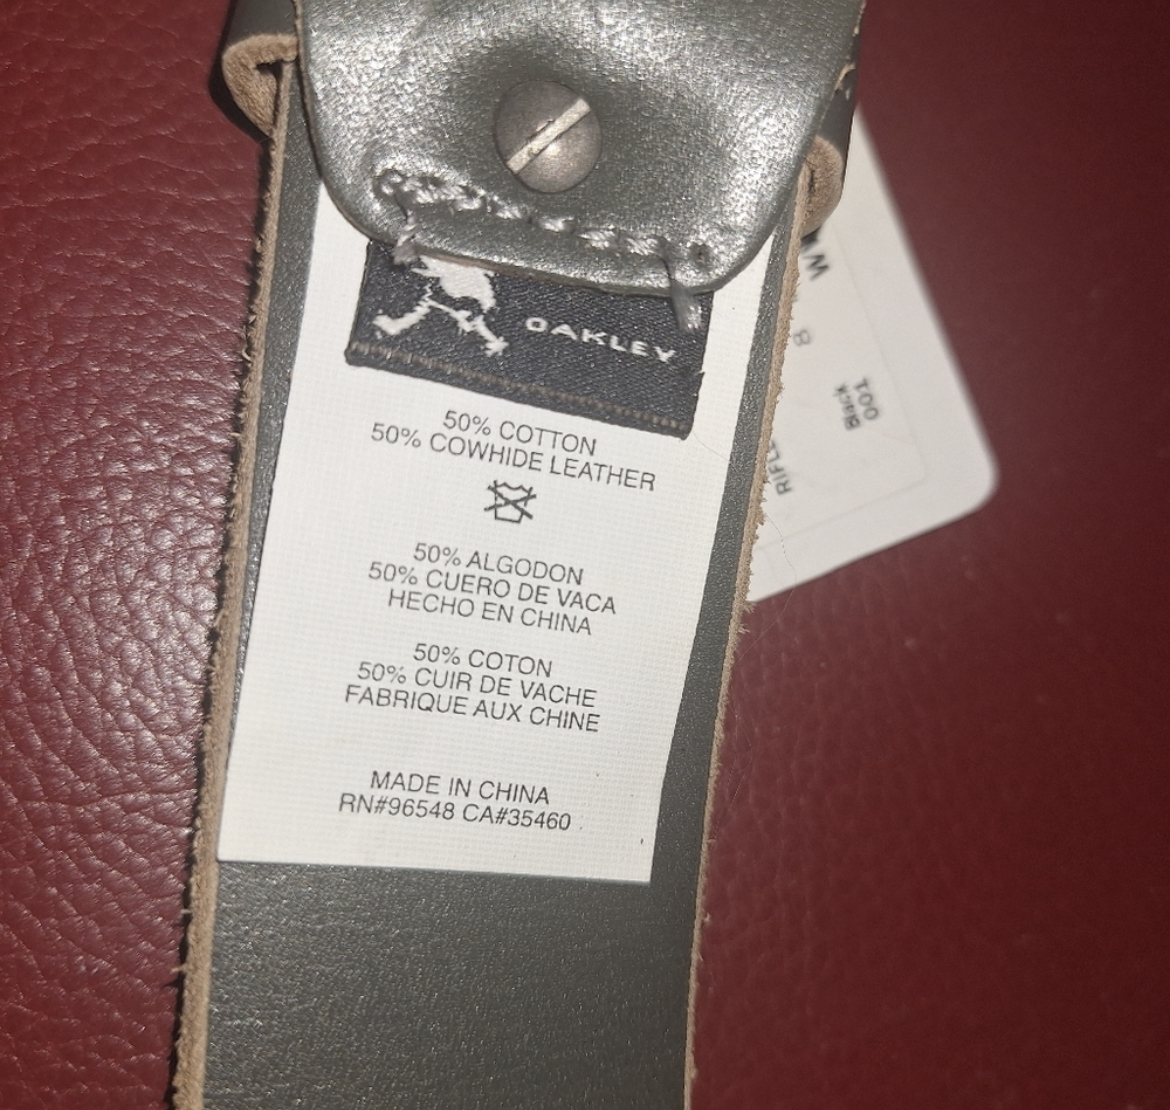 OAKLEY
50% COTTON
50% COWHIDE LEATHER
50% ALGODON
50% CUERO DE VACA
HECHO EN CHINA
50% COTON
50% CUIR DE VACHE
FABRIQUE AUX CHINE
MADE IN CHINA
RN#96548 CA#35460
8
Black
001